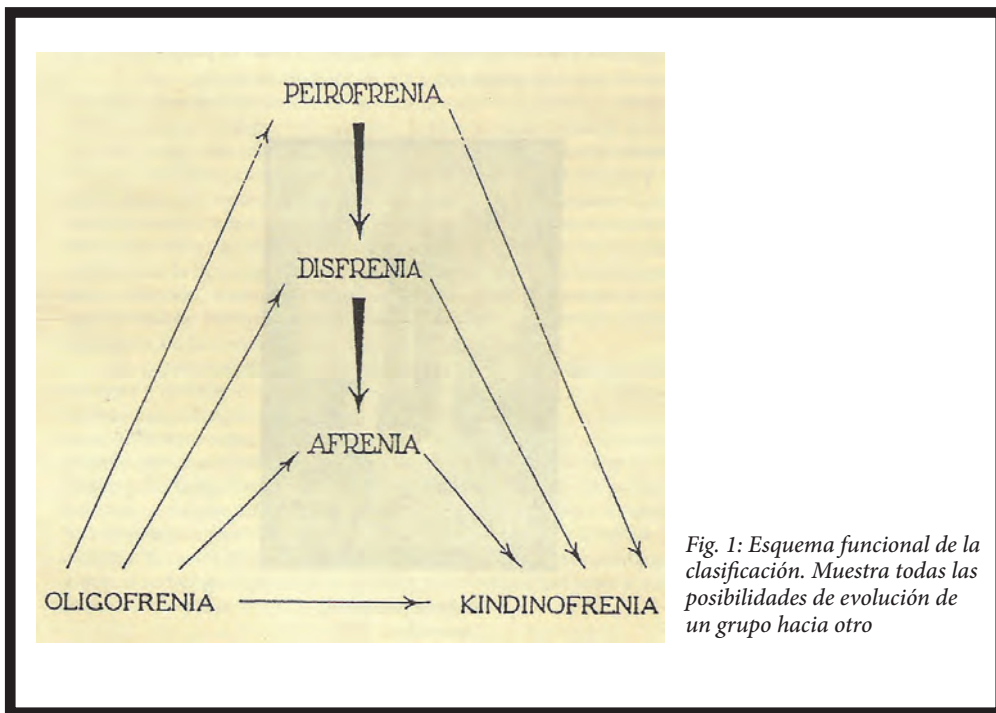 PEIROFRENIA
DISFRENIA
AFRENIA
OLIGOFRENIA
KINDINOFRENIA
Fig. 1: Esquema funcional de la
clasificación. Muestra todas las
posibilidades de evolución de
un grupo hacia otro